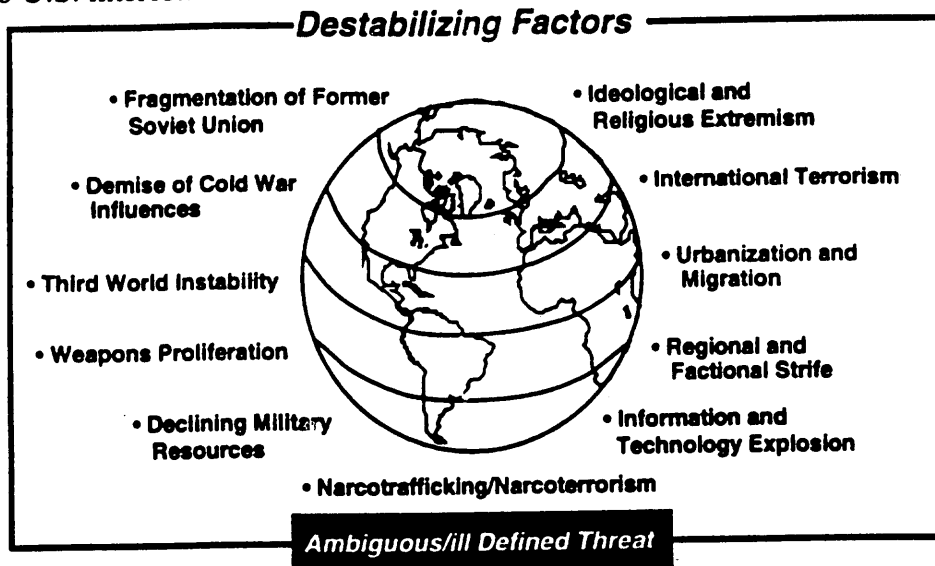 Destabilizing Factors
• Fragmentation of Former
Soviet Union
• Demise of Cold War
Influences
• Third World Instability
• Weapons Proliferation
• Declining Military
Resources
• Ideological and
Religious Extremism
• International Terrorism
• Urbanization and
Migration
• Regional and
Factional Strife
• Information and
Technology Explosion
• Narcotrafficking/Narcoterrorism
Ambiguous/ill Defined Threat